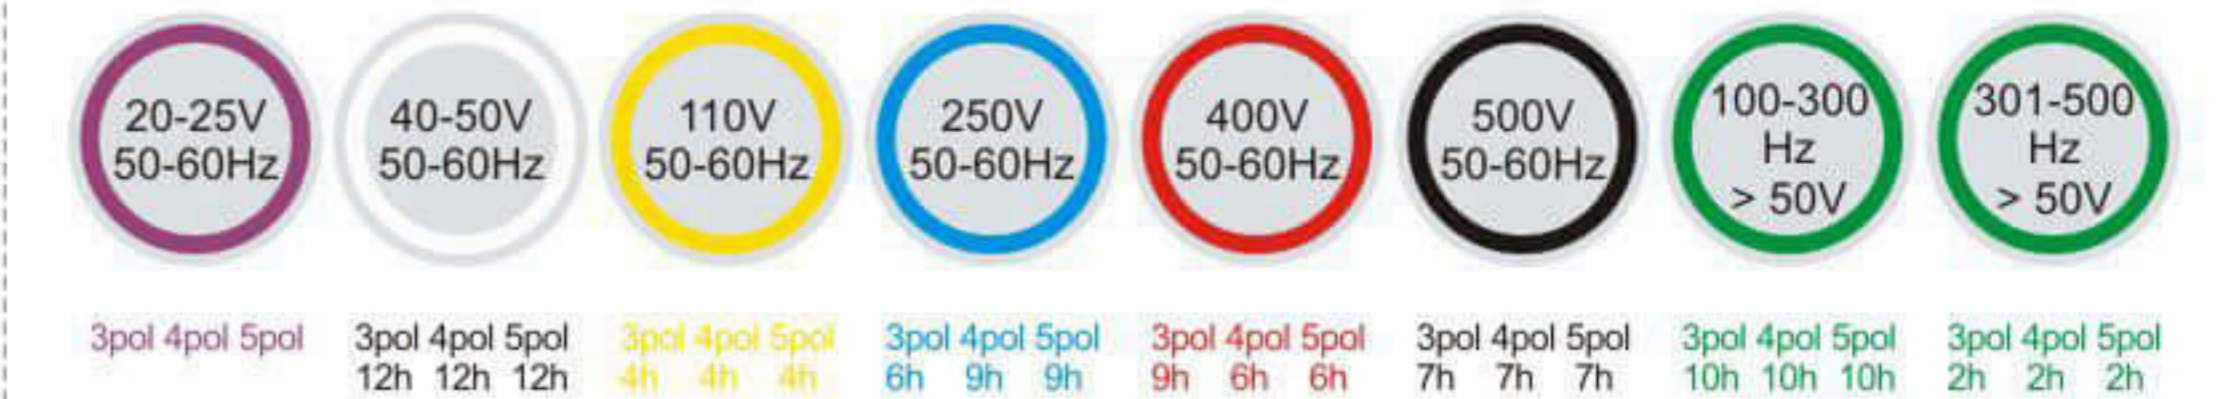 20-25V
50-60Hz
40-50V
50-60Hz
110V
50-60Hz
250V
50-60Hz
400V
50-60Hz
500V
50-60Hz
100-300
Hz
> 50V
301-500
Hz
> 50V
3pol 4pol 5pol
3pol 4pol 5pol
12h 12h 12h
3pol 4pol 5pol
4h 4h 4h
3pol 4pol 5pol
6h 9h 9h
3pol 4pol 5pol
9h 6h 6h
3pol 4pol 5pol
7h 7h 7h
3pol 4pol 5pol
10h 10h 10h
3pol 4pol 5pol
2h 2h 2h